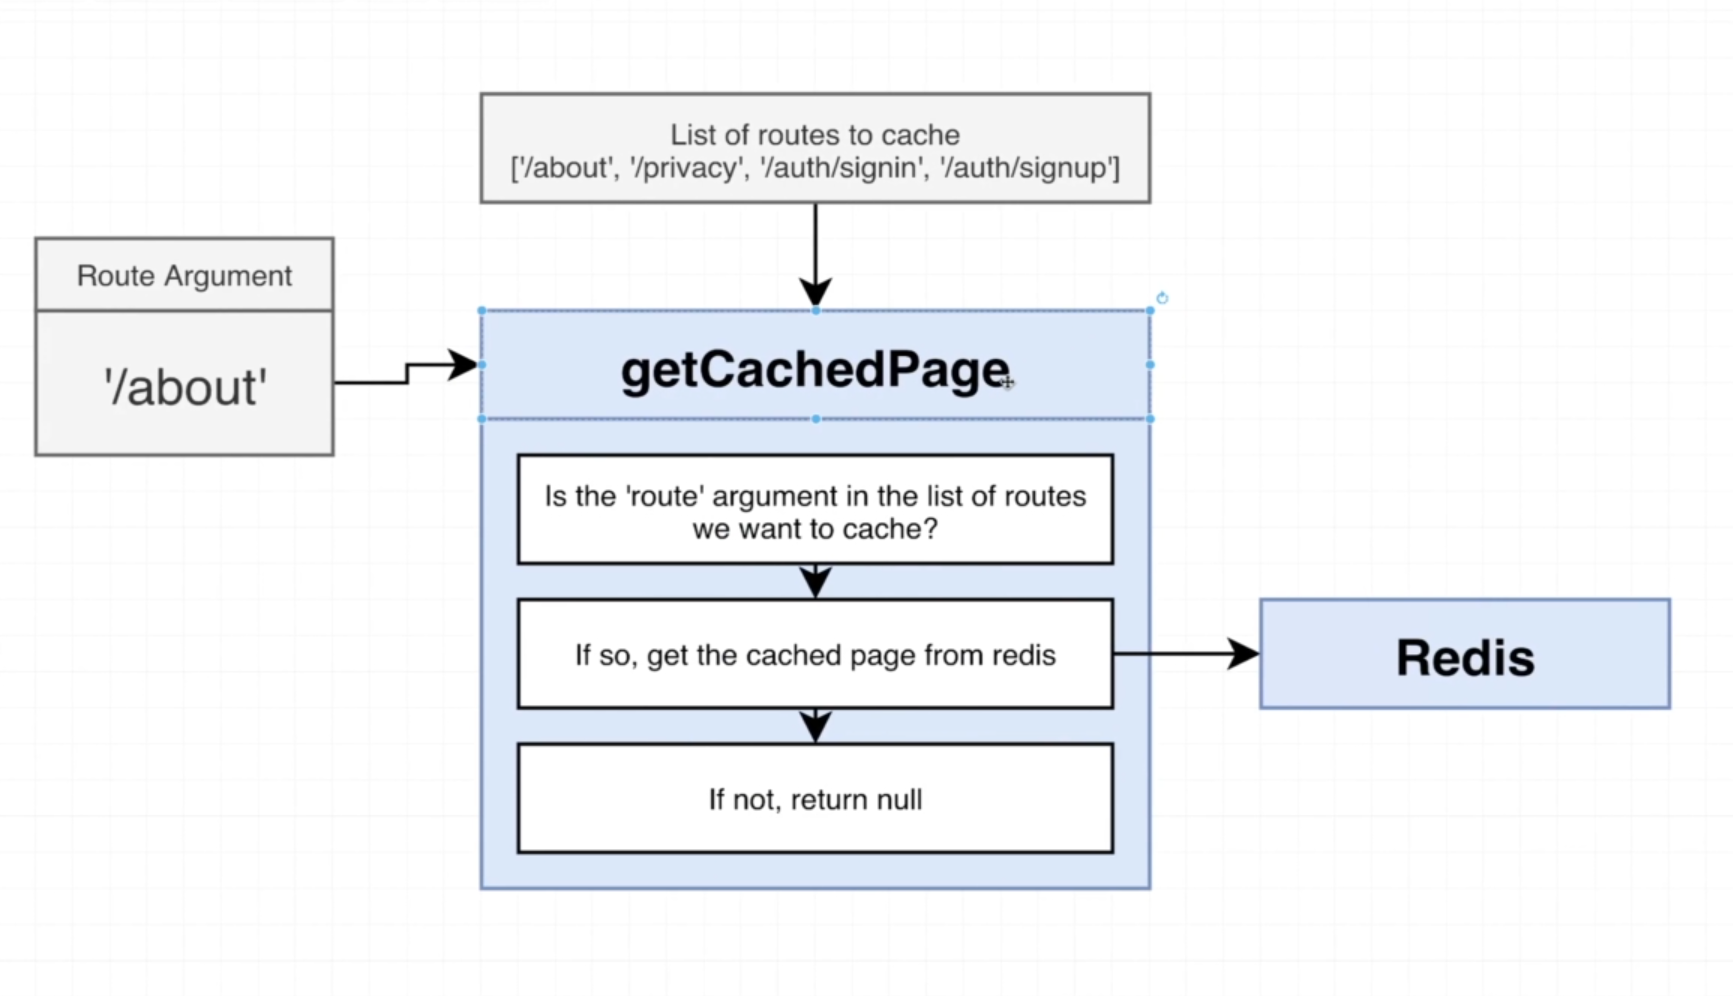 List of routes to cache
['/about', '/privacy', '/auth/signin', '/auth/signup']
Route Argument
'/about'
getCachedPage
Is the 'route' argument in the list of routes
we want to cache?
If so, get the cached page from redis
Redis
If not, return null